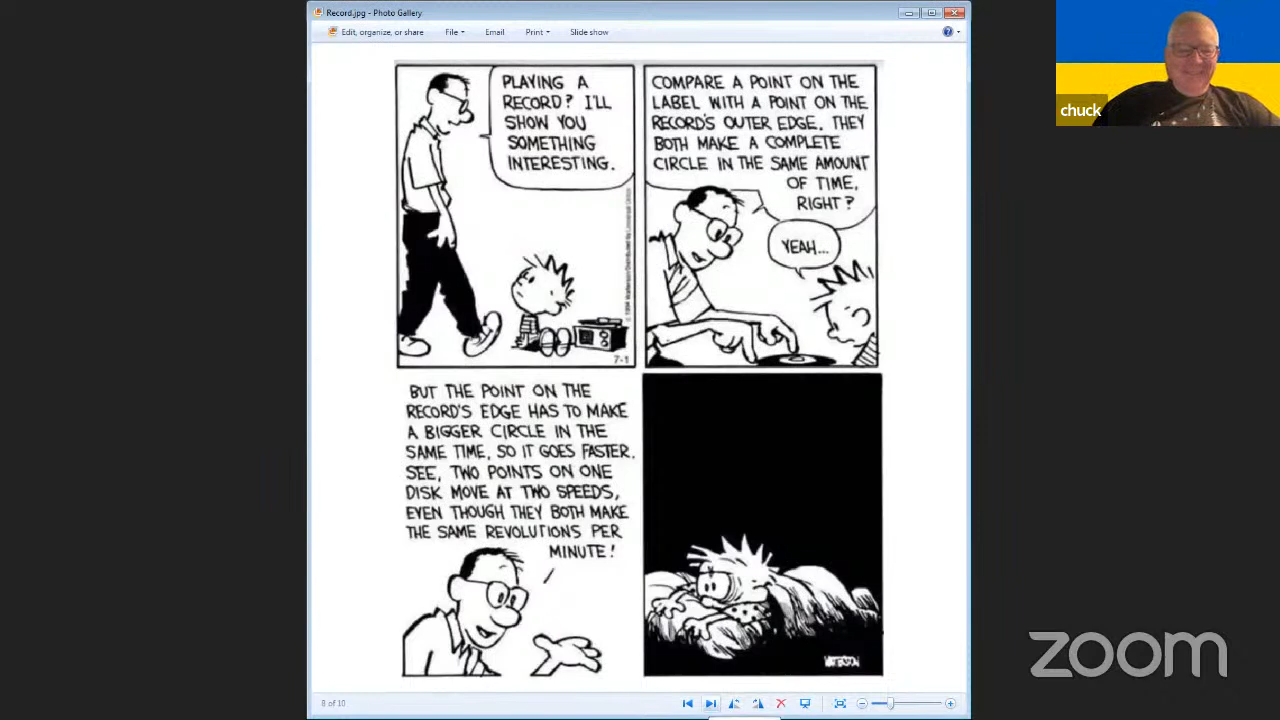 Record.jpg - Photo Gallery
Edit, organize, or share
File
Email
Print
Slide show
chuck
PLAYING A
RECORD? I'LL
SHOW YOU
SOMETHING
INTERESTING.
7-1
COMPARE A POINT ON THE
LABEL WITH A POINT ON THE
RECORD'S OUTER EDGE. THEY
BOTH MAKE A COMPLETE
CIRCLE IN THE SAME AMOUNT
OF TIME,
RIGHT?
YEAH...
BUT THE POINT ON THE
RECORD'S EDGE HAS TO MAKE
A BIGGER CIRCLE IN THE
SAME TIME, SO IT GOES FASTER.
SEE, TWO POINTS ON ONE
DISK MOVE AT TWO SPEEDS,
EVEN THOUGH THEY BOTH MAKE
THE SAME REVOLUTIONS PER
MINUTE!
WATTERSON
zoom
8 of 10